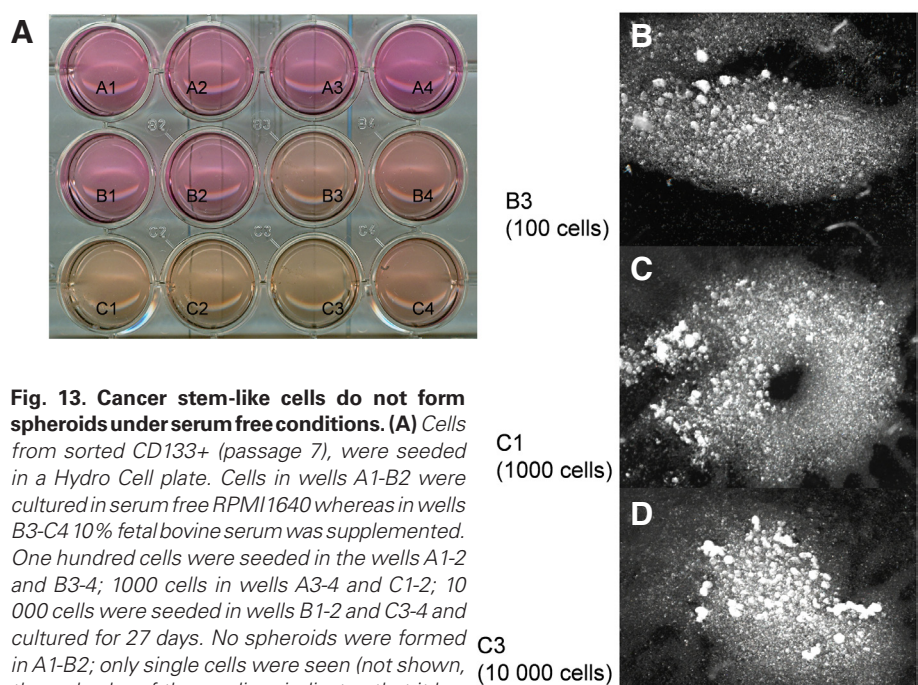 A
A1
A2
A3
A4
B2
B3
B4
B1
B2
B3
B4
C2
C3
C4
C1
C2
C3
C4
B
B3
(100 cells)
C
C1
(1000 cells)
D
C3
(10 000 cells)
Fig. 13. Cancer stem-like cells do not form
spheroids under serum free conditions. (A) Cells
from sorted CD133+ (passage 7), were seeded
in a Hydro Cell plate. Cells in wells A1-B2 were
cultured in serum free RPMI1640 whereas in wells
B3-C4 10% fetal bovine serum was supplemented.
One hundred cells were seeded in the wells A1-2
and B3-4; 1000 cells in wells A3-4 and C1-2; 10
000 cells were seeded in wells B1-2 and C3-4 and
cultured for 27 days. No spheroids were formed
in A1-B2; only single cells were seen (not shown,